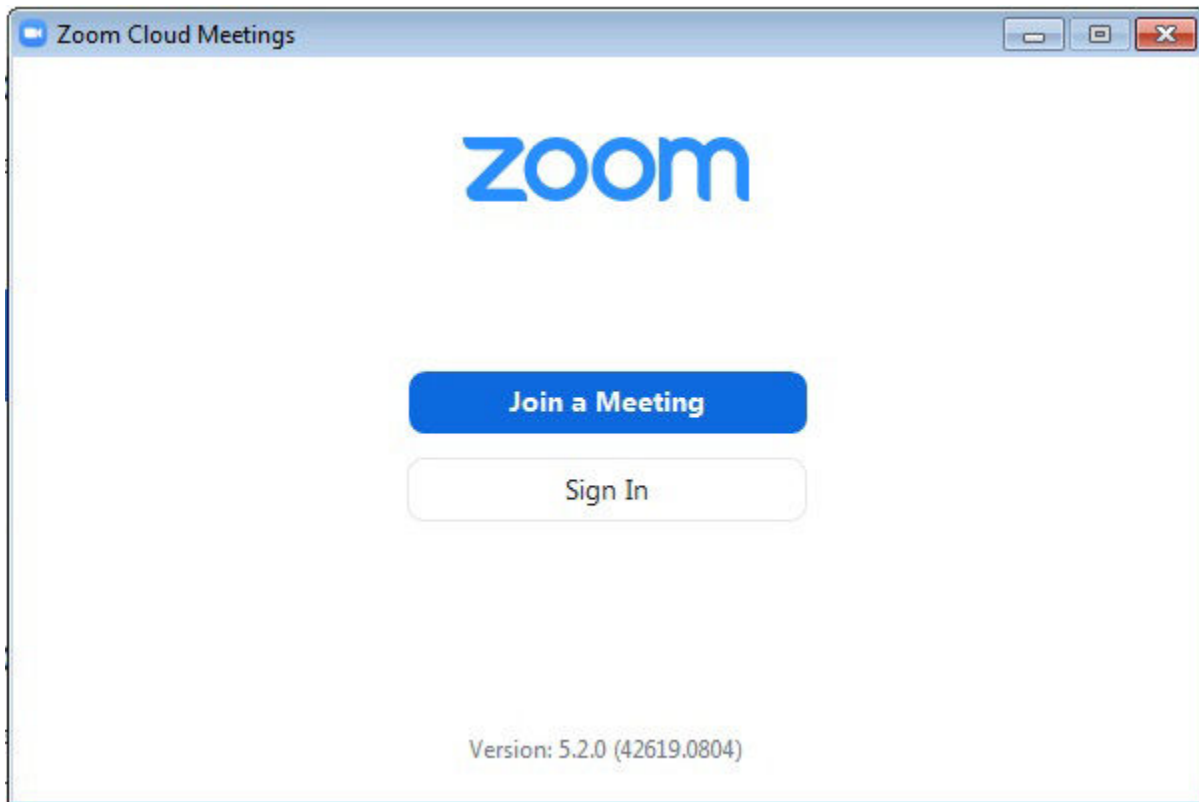 Zoom Cloud Meetings
zoom
Join a Meeting
Sign In
Version: 5.2.0 (42619.0804)